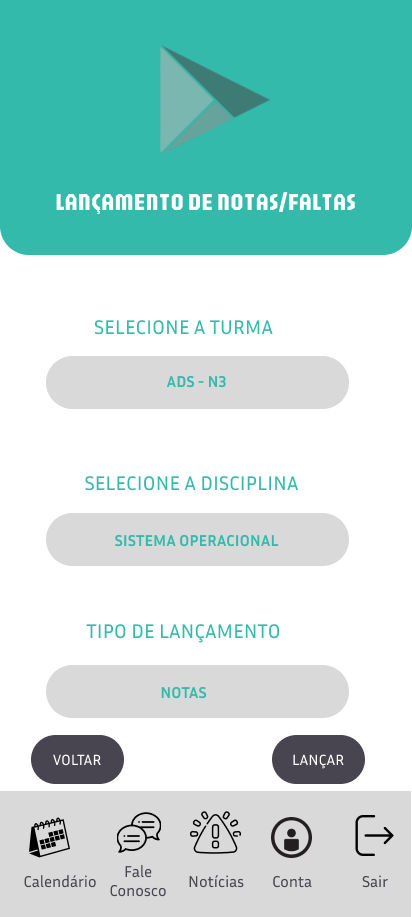 LANÇAMENTO DE NOTAS/FALTAS
SELECIONE A TURMA
ADS - N3
SELECIONE A DISCIPLINA
SISTEMA OPERACIONAL
TIPO DE LANÇAMENTO
NOTAS
VOLTAR
LANÇAR
Calendário
Fale
Conosco
Notícias
Conta
Sair